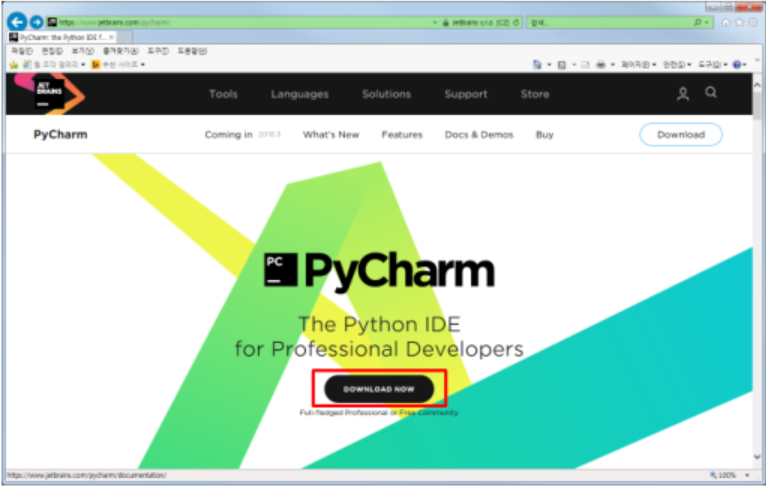 https://www.jetbrains.com/pycharm/
JetBrains s.r.o. [CZ]
검색...
PyCharm: the Python IDE f...
파일(F) 편집(E) 보기(V) 즐겨찾기(A) 도구(T) 도움말(H)
웹 조각 갤러리
추천 사이트
페이지(P) 안전(S) 도구(O)
JET
BRAINS
Tools Languages Solutions Support Store
PyCharm Coming in 2018.3 What's New Features Docs & Demos Buy Download
PC
PyCharm
The Python IDE
for Professional Developers
DOWNLOAD NOW
Full-fledged Professional or Free Community
https://www.jetbrains.com/pycharm/documentation/
100%